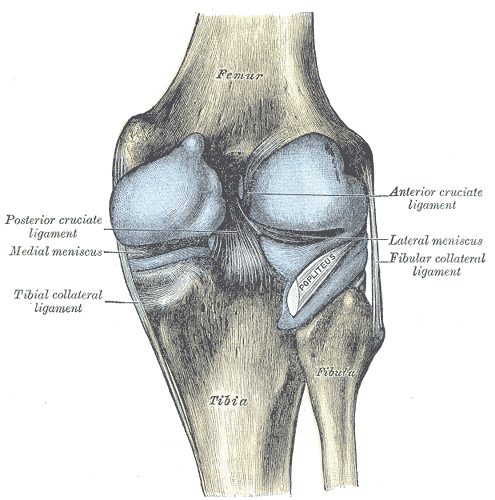 Femur
Anterior cruciate
ligament
Posterior cruciate
ligament
Lateral meniscus
Medial meniscus
Fibular collateral
ligament
POPLITEUS
Tibial collateral
ligament
Fibula
Tibia